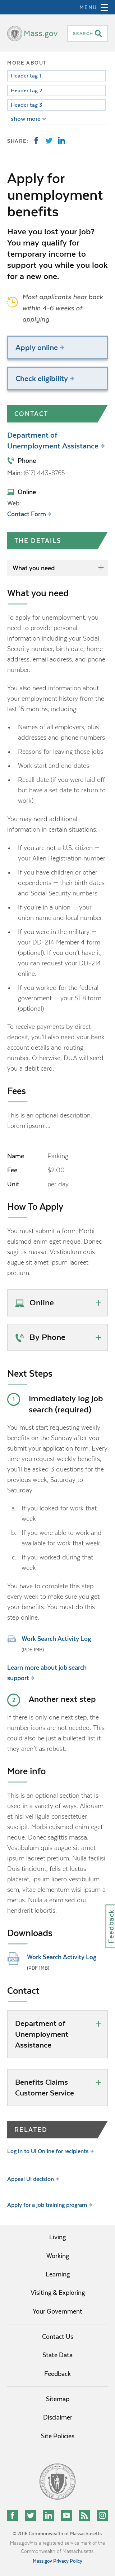 MENU
Mass.gov
SEARCH
MORE ABOUT
Header tag 1
Header tag 2
Header tag 3
show more
SHARE
Apply for
unemployment
benefits
Have you lost your job?
You may qualify for
temporary income to
support you while you look
for a new one.
Most applicants hear back
within 4-6 weeks of
applying
Apply online
Check eligibility
CONTACT
Department of
Unemployment Assistance
Phone
Main: (617) 443-8765
Online
Web:
Contact Form
THE DETAILS
What you need
What you need
To apply for unemployment, you
need to provide personal
information including your Social
Security number, birth date, home
address, email address, and phone
number.
You also need information about
your employment history from the
last 15 months, including:
• Names of all employers, plus
addresses and phone numbers
• Reasons for leaving those jobs
• Work start and end dates
• Recall date (if you were laid off
but have a set date to return to
work)
You may need additional
information in certain situations:
• If you are not a U.S. citizen —
your Alien Registration number
• If you have children or other
dependents — their birth dates
and Social Security numbers
• If you're in a union — your
union name and local number
• If you were in the military —
your DD-214 Member 4 form
(optional). If you don't have it,
you can request your DD-214
online.
• If you worked for the federal
government — your SF8 form
(optional)
To receive payments by direct
deposit, you'll also need your bank
account details and routing
number. Otherwise, DUA will send
you a debit card.
Fees
This is an optional description.
Lorem ipsum ...
Name Parking
Fee $2.00
Unit per day
How To Apply
You must submit a form. Morbi
euismod enim eget neque. Donec
sagittis massa. Vestibulum quis
augue sit amet ipsum laoreet
pretium.
Online
By Phone
Next Steps
1 Immediately log job
search (required)
You must start requesting weekly
benefits on the Sunday after you
submit your application form. Every
time you request weekly benefits,
you'll be asked 3 questions for the
previous week, Saturday to
Saturday:
a. If you looked for work that
week
b. If you were able to work and
available for work that week
c. If you worked during that
week
You have to complete this step
every week to make sure you get
your benefits. You must do this
step online.
Work Search Activity Log
(PDF 1MB)
Learn more about job search
support
2 Another next step
If there is only one next step, the
number icons are not needed. This
could also be just a bulleted list if
they aren't a rals or robust.
More info
This is an optional section that is
used in a variety of ways. Aliquam
et nisl vel ligula consectetuer
suscipit. Morbi euismod enim eget
neque. Donec sagittis massa.
Vestibulum quis augue sit amet
ipsum laoreet pretium. Nulla facilisi.
Duis tincidunt, felis et luctus
placerat, ipsum libero vestibulum
sem, vitae elementum wisi ipsum a
metus. Nulla a enim sed dui
hendrerit lobortis.
Feedback
Downloads
Work Search Activity Log
(PDF 1MB)
Contact
Department of
Unemployment
Assistance
Benefits Claims
Customer Service
RELATED
Log in to UI Online for recipients
Appeal UI decision
Apply for a job training program
Living
Working
Learning
Visiting & Exploring
Your Government
Contact Us
State Data
Feedback
Sitemap
Disclaimer
Site Policies
© 2018 Commonwealth of Massachusetts.
Mass.gov® is a registered service mark of the
Commonwealth of Massachusetts.
Mass.gov Privacy Policy